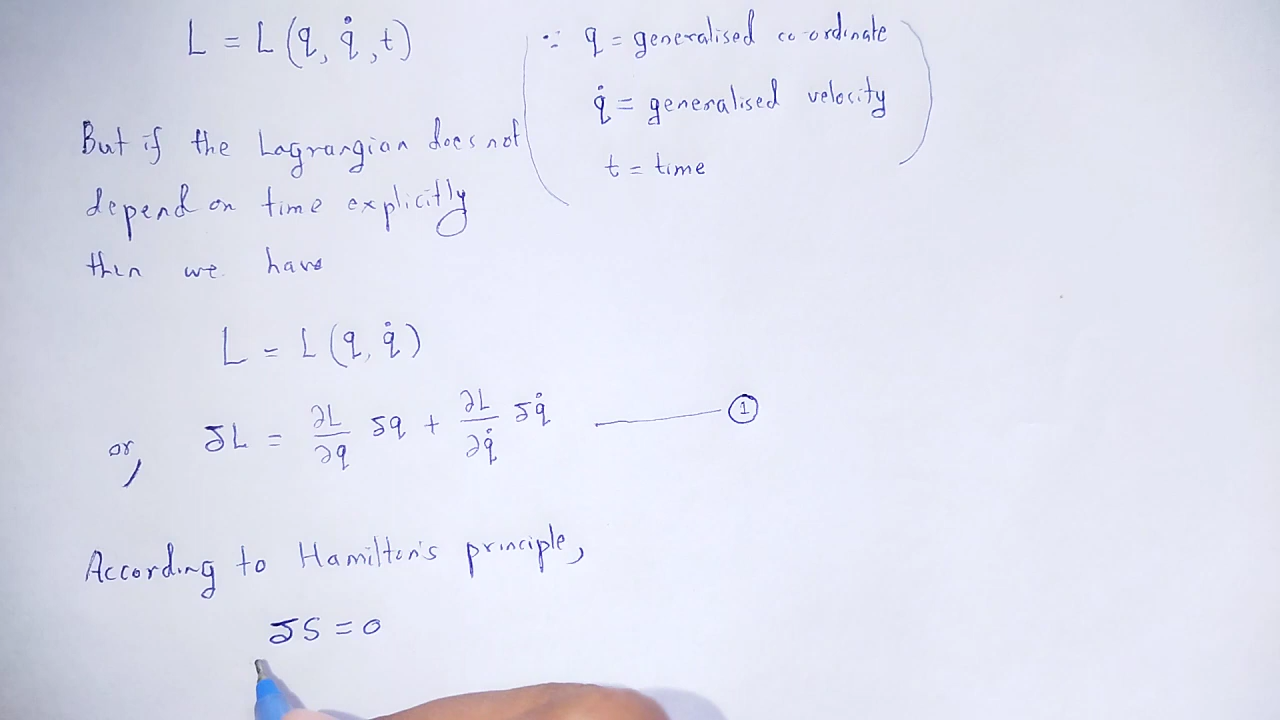 L = L(q, q̇, t)
(∵ q = generalised co-ordinate
q̇ = generalised velocity
t = time)
But if the Lagrangian does not
depend on time explicitly
then we have
L = L(q, q̇)
or, δL = ∂L/∂q δq + ∂L/∂q̇ δq̇ ——— ①
According to Hamilton's principle,
δS = 0